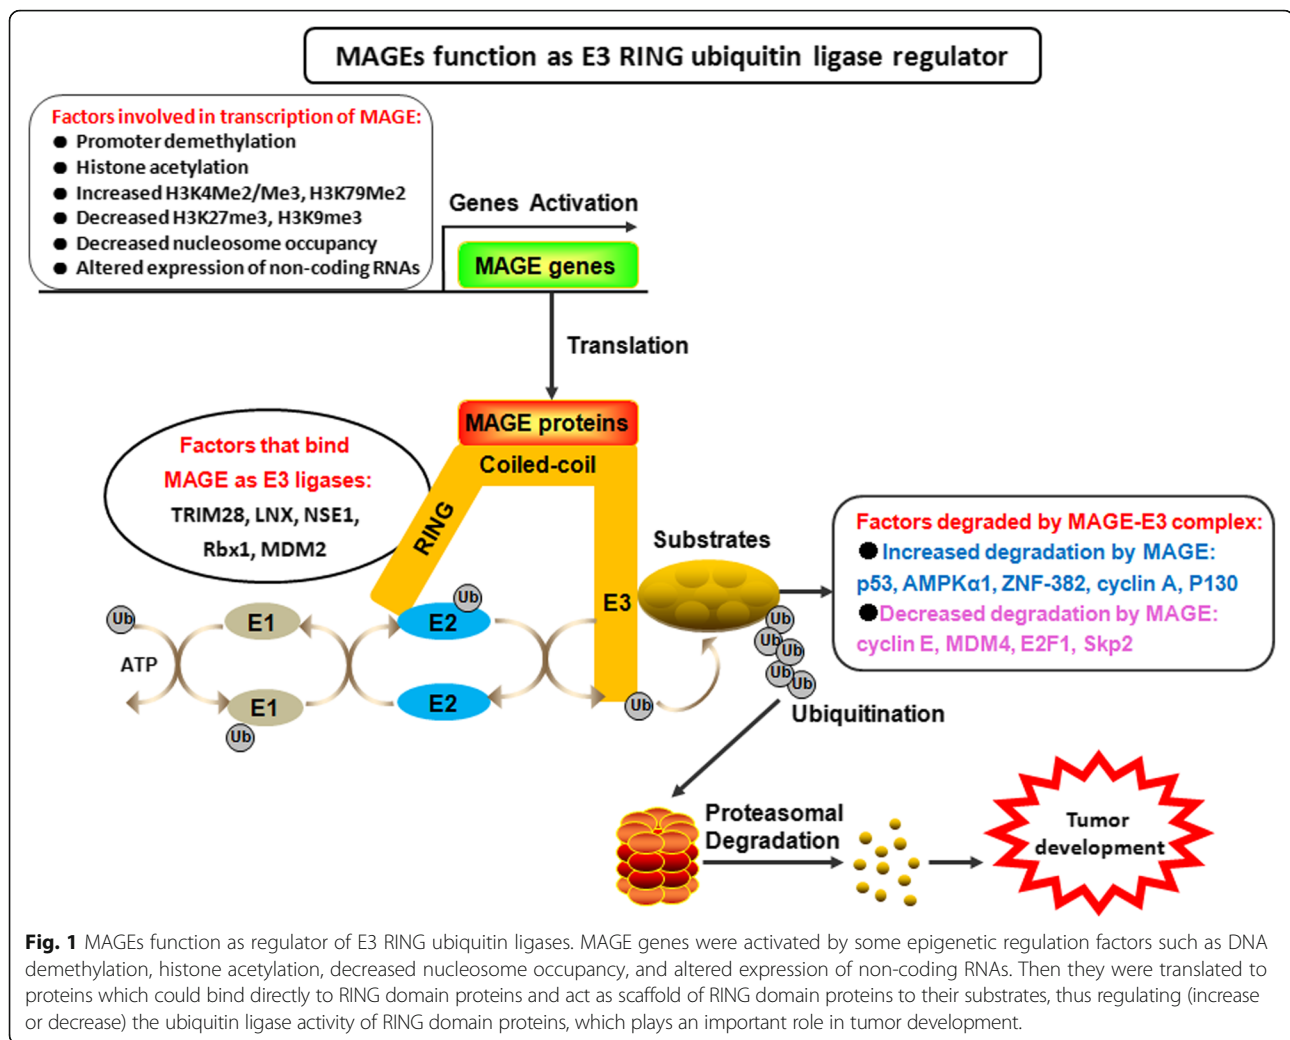 MAGEs function as E3 RING ubiquitin ligase regulator
Factors involved in transcription of MAGE:
● Promoter demethylation
● Histone acetylation
● Increased H3K4Me2/Me3, H3K79Me2
● Decreased H3K27me3, H3K9me3
● Decreased nucleosome occupancy
● Altered expression of non-coding RNAs
Genes Activation
MAGE genes
Translation
MAGE proteins
Coiled-coil
RING
E3
Factors that bind
MAGE as E3 ligases:
TRIM28, LNX, NSE1,
Rbx1, MDM2
Substrates
Factors degraded by MAGE-E3 complex:
●Increased degradation by MAGE:
p53, AMPKα1, ZNF-382, cyclin A, P130
●Decreased degradation by MAGE:
cyclin E, MDM4, E2F1, Skp2
Ub
ATP
E1
E1
Ub
E2
Ub
E2
Ub
Ub
Ub
Ub
Ub
Ub
Ubiquitination
Proteasomal
Degradation
Tumor
development
Fig. 1 MAGEs function as regulator of E3 RING ubiquitin ligases. MAGE genes were activated by some epigenetic regulation factors such as DNA
demethylation, histone acetylation, decreased nucleosome occupancy, and altered expression of non-coding RNAs. Then they were translated to
proteins which could bind directly to RING domain proteins and act as scaffold of RING domain proteins to their substrates, thus regulating (increase
or decrease) the ubiquitin ligase activity of RING domain proteins, which plays an important role in tumor development.